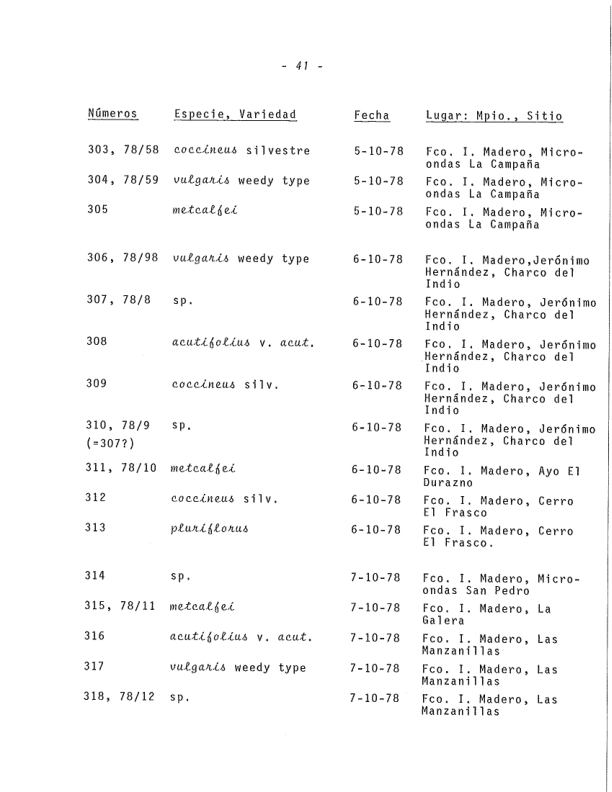 - 41 -
Números Especie, Variedad Fecha Lugar: Mpio., Sitio
303, 78/58 coccineus silvestre 5-10-78 Fco. I. Madero, Micro-
ondas La Campaña
304, 78/59 vulgaris weedy type 5-10-78 Fco. I. Madero, Micro-
ondas La Campaña
305 metcalfei 5-10-78 Fco. I. Madero, Micro-
ondas La Campaña
306, 78/98 vulgaris weedy type 6-10-78 Fco. I. Madero,Jerónimo
Hernández, Charco del
Indio
307, 78/8 sp. 6-10-78 Fco. I. Madero, Jerónimo
Hernández, Charco del
Indio
308 acutifolius v. acut. 6-10-78 Fco. I. Madero, Jerónimo
Hernández, Charco del
Indio
309 coccineus silv. 6-10-78 Fco. I. Madero, Jerónimo
Hernández, Charco del
Indio
310, 78/9 sp. 6-10-78 Fco. I. Madero, Jerónimo
(=307?) Hernández, Charco del
Indio
311, 78/10 metcalfei 6-10-78 Fco. I. Madero, Ayo El
Durazno
312 coccineus silv. 6-10-78 Fco. I. Madero, Cerro
El Frasco
313 pluriflorus 6-10-78 Fco. I. Madero, Cerro
El Frasco.
314 sp. 7-10-78 Fco. I. Madero, Micro-
ondas San Pedro
315, 78/11 metcalfei 7-10-78 Fco. I. Madero, La
Galera
316 acutifolius v. acut. 7-10-78 Fco. I. Madero, Las
Manzanillas
317 vulgaris weedy type 7-10-78 Fco. I. Madero, Las
Manzanillas
318, 78/12 sp. 7-10-78 Fco. I. Madero, Las
Manzanillas